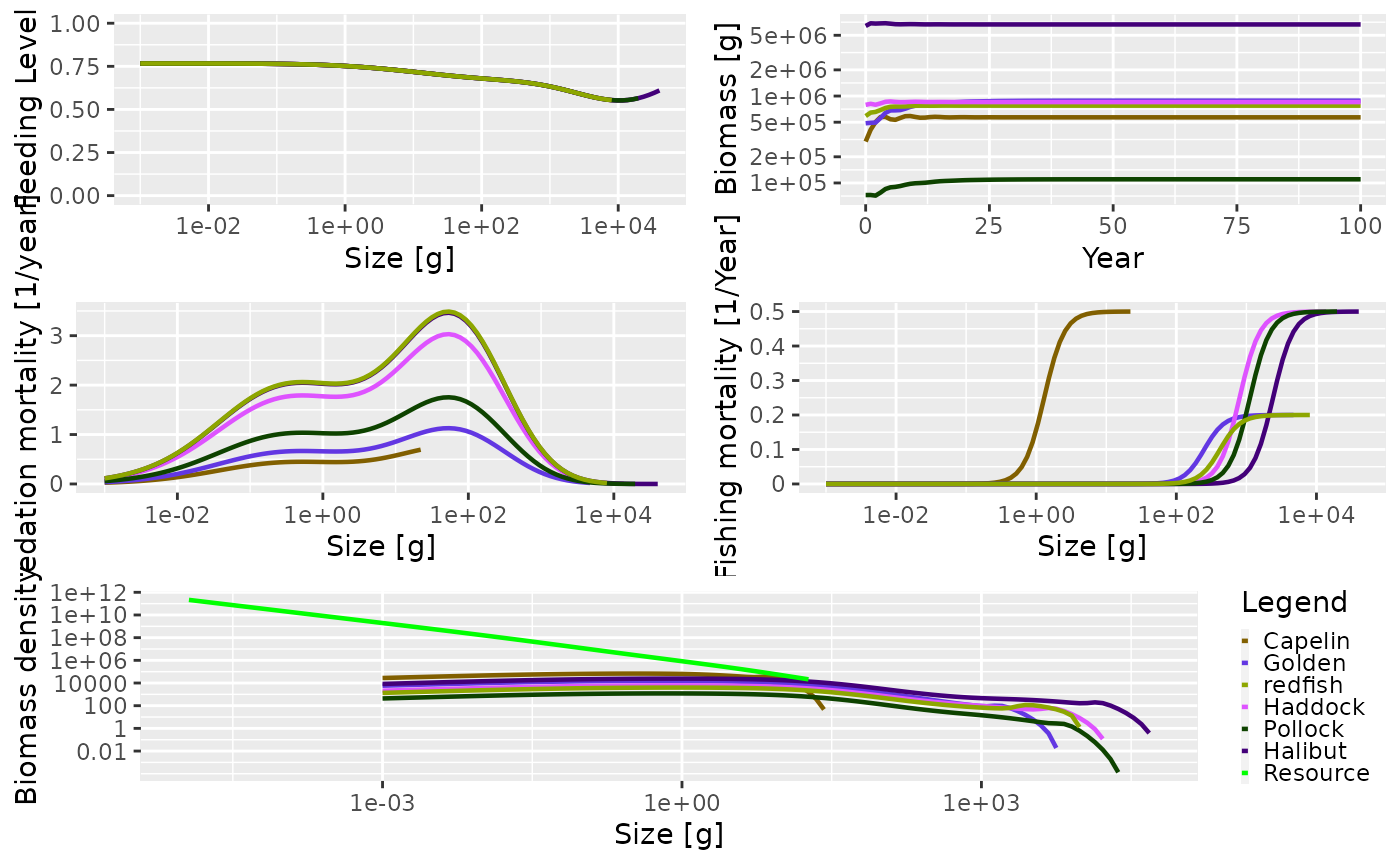 Feeding Level
1.00
0.75
0.50
0.25
0.00
1e-02 1e+00 1e+02 1e+04
Size [g]
Biomass [g]
5e+06
2e+06
1e+06
5e+05
2e+05
1e+05
0 25 50 75 100
Year
edation mortality [1/year]
3
2
1
0
1e-02 1e+00 1e+02 1e+04
Size [g]
Fishing mortality [1/Year]
0.5
0.4
0.3
0.2
0.1
0
1e-02 1e+00 1e+02 1e+04
Size [g]
Biomass density
1e+12
1e+10
1e+08
1e+06
10000
100
1
0.01
1e-03 1e+00 1e+03
Size [g]
Legend
Capelin
Golden
redfish
Haddock
Pollock
Halibut
Resource